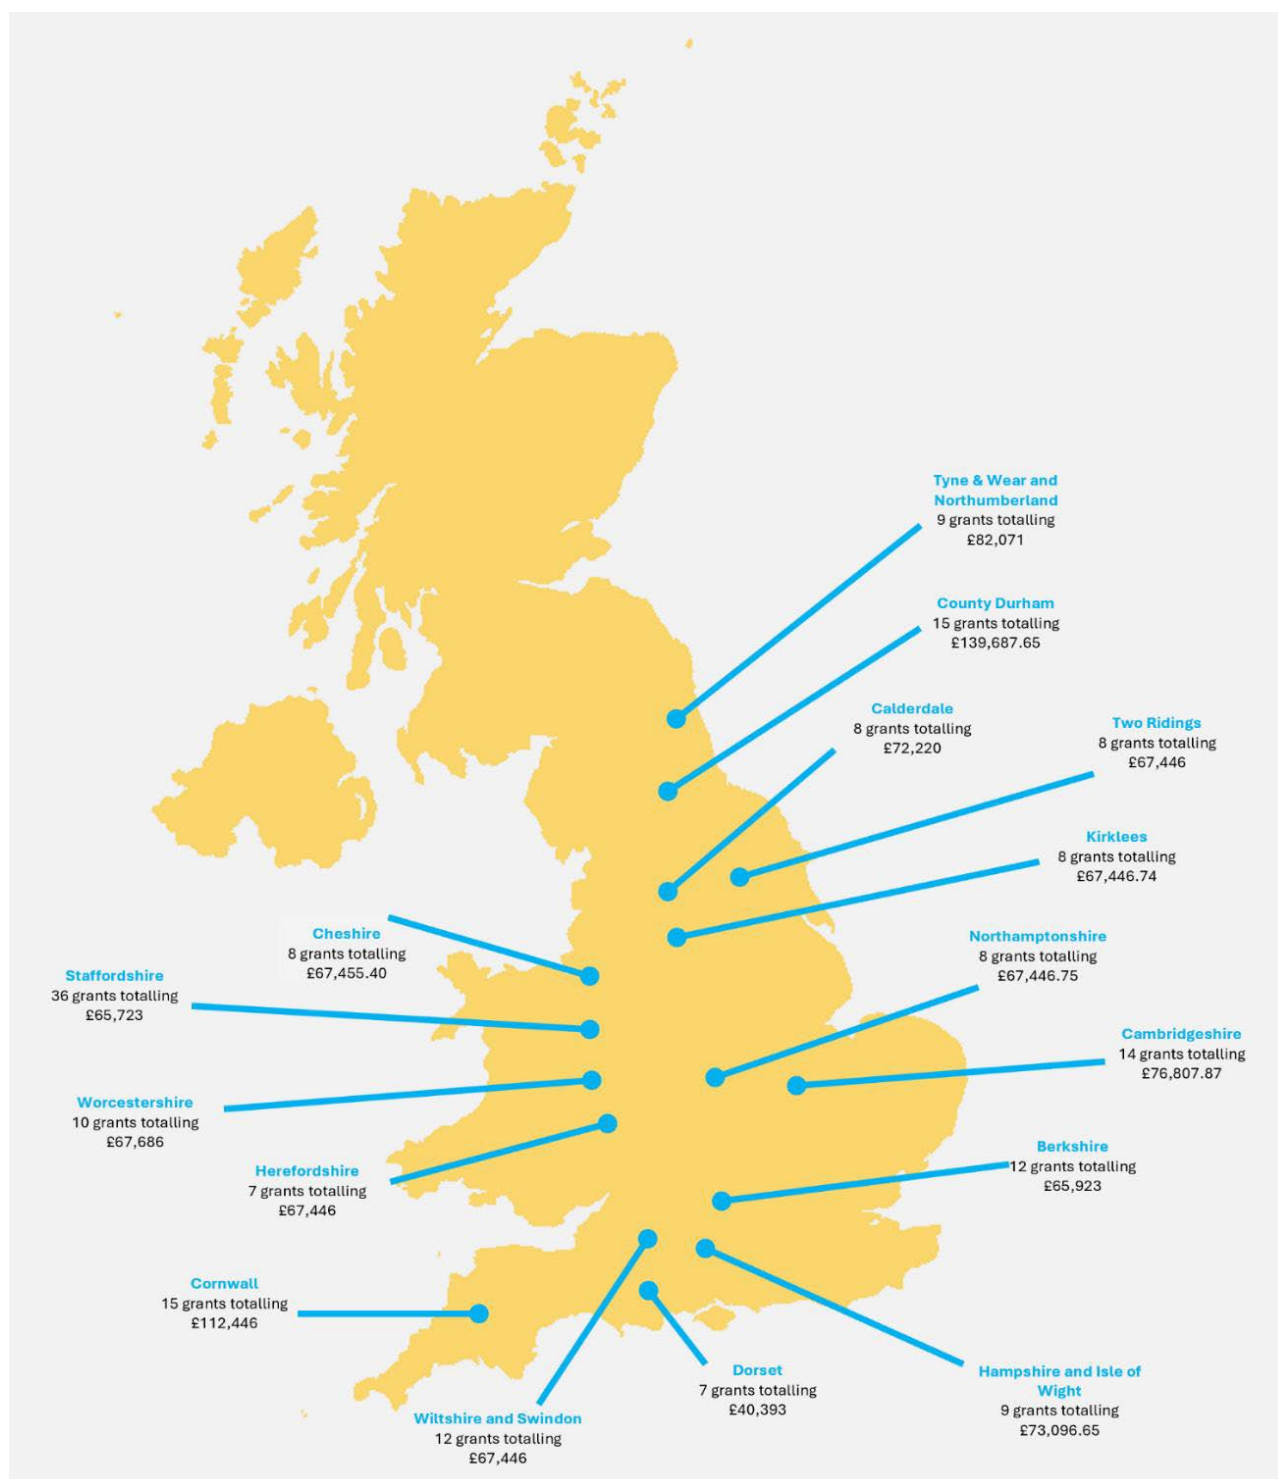 Tyne & Wear and
Northumberland
9 grants totalling
£82,071
County Durham
15 grants totalling
£139,687.65
Calderdale
8 grants totalling
£72,220
Two Ridings
8 grants totalling
£67,446
Kirklees
8 grants totalling
£67,446.74
Cheshire
8 grants totalling
£67,455.40
Northamptonshire
8 grants totalling
£67,446.75
Staffordshire
36 grants totalling
£65,723
Cambridgeshire
14 grants totalling
£76,807.87
Worcestershire
10 grants totalling
£67,686
Berkshire
12 grants totalling
£65,923
Herefordshire
7 grants totalling
£67,446
Cornwall
15 grants totalling
£112,446
Dorset
7 grants totalling
£40,393
Hampshire and Isle of
Wight
9 grants totalling
£73,096.65
Wiltshire and Swindon
12 grants totalling
£67,446